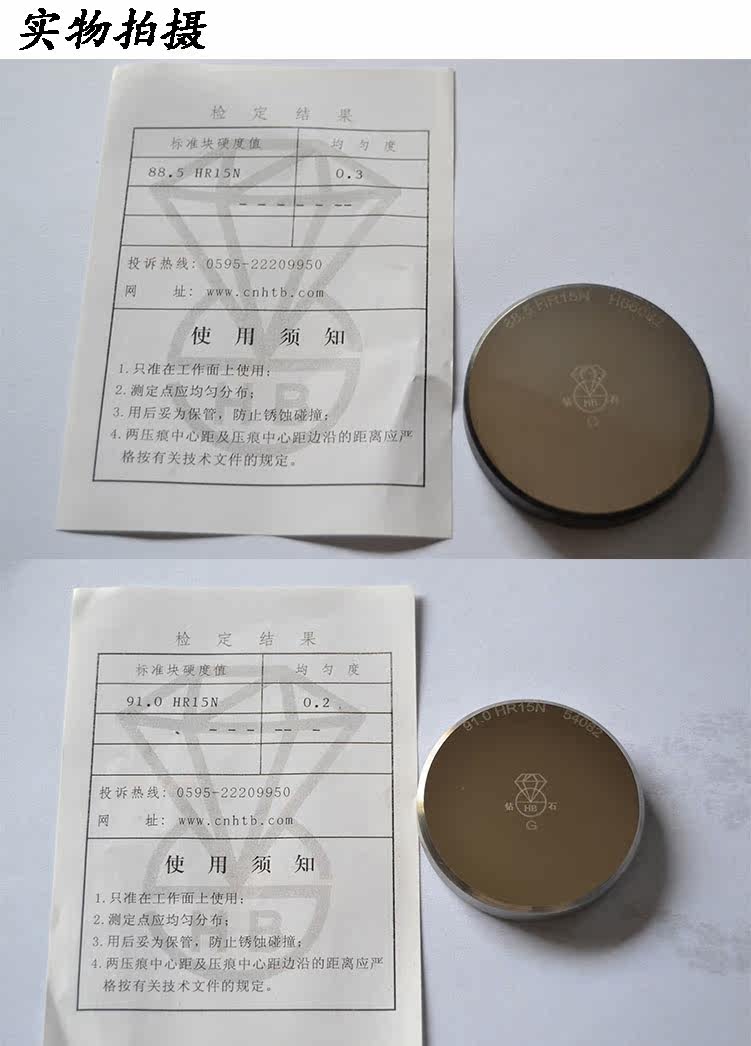 实物拍摄
检定结果
标准块硬度值 均匀度
88.5 HR15N 0.3
投诉热线: 0595-22209950
网 址: www.cnhtb.com
使用须知
1.只准在工作面上使用;
2.测定点应均匀分布;
3.用后妥为保管，防止锈蚀碰撞;
4.两压痕中心距及压痕中心距边沿的距离应严
格按有关技术文件的规定。
HB
88.5 HR15N
钻 HB 石
检定结果
标准块硬度值 均匀度
91.0 HR15N 0.2
投诉热线: 0595-22209950
网 址: www.cnhtb.com
使用须知
1.只准在工作面上使用;
2.测定点应均匀分布;
3.用后妥为保管，防止锈蚀碰撞;
4.两压痕中心距及压痕中心距边沿的距离应严
格按有关技术文件的规定。
HB
91.0 HR15N 54052
钻 HB 石
G